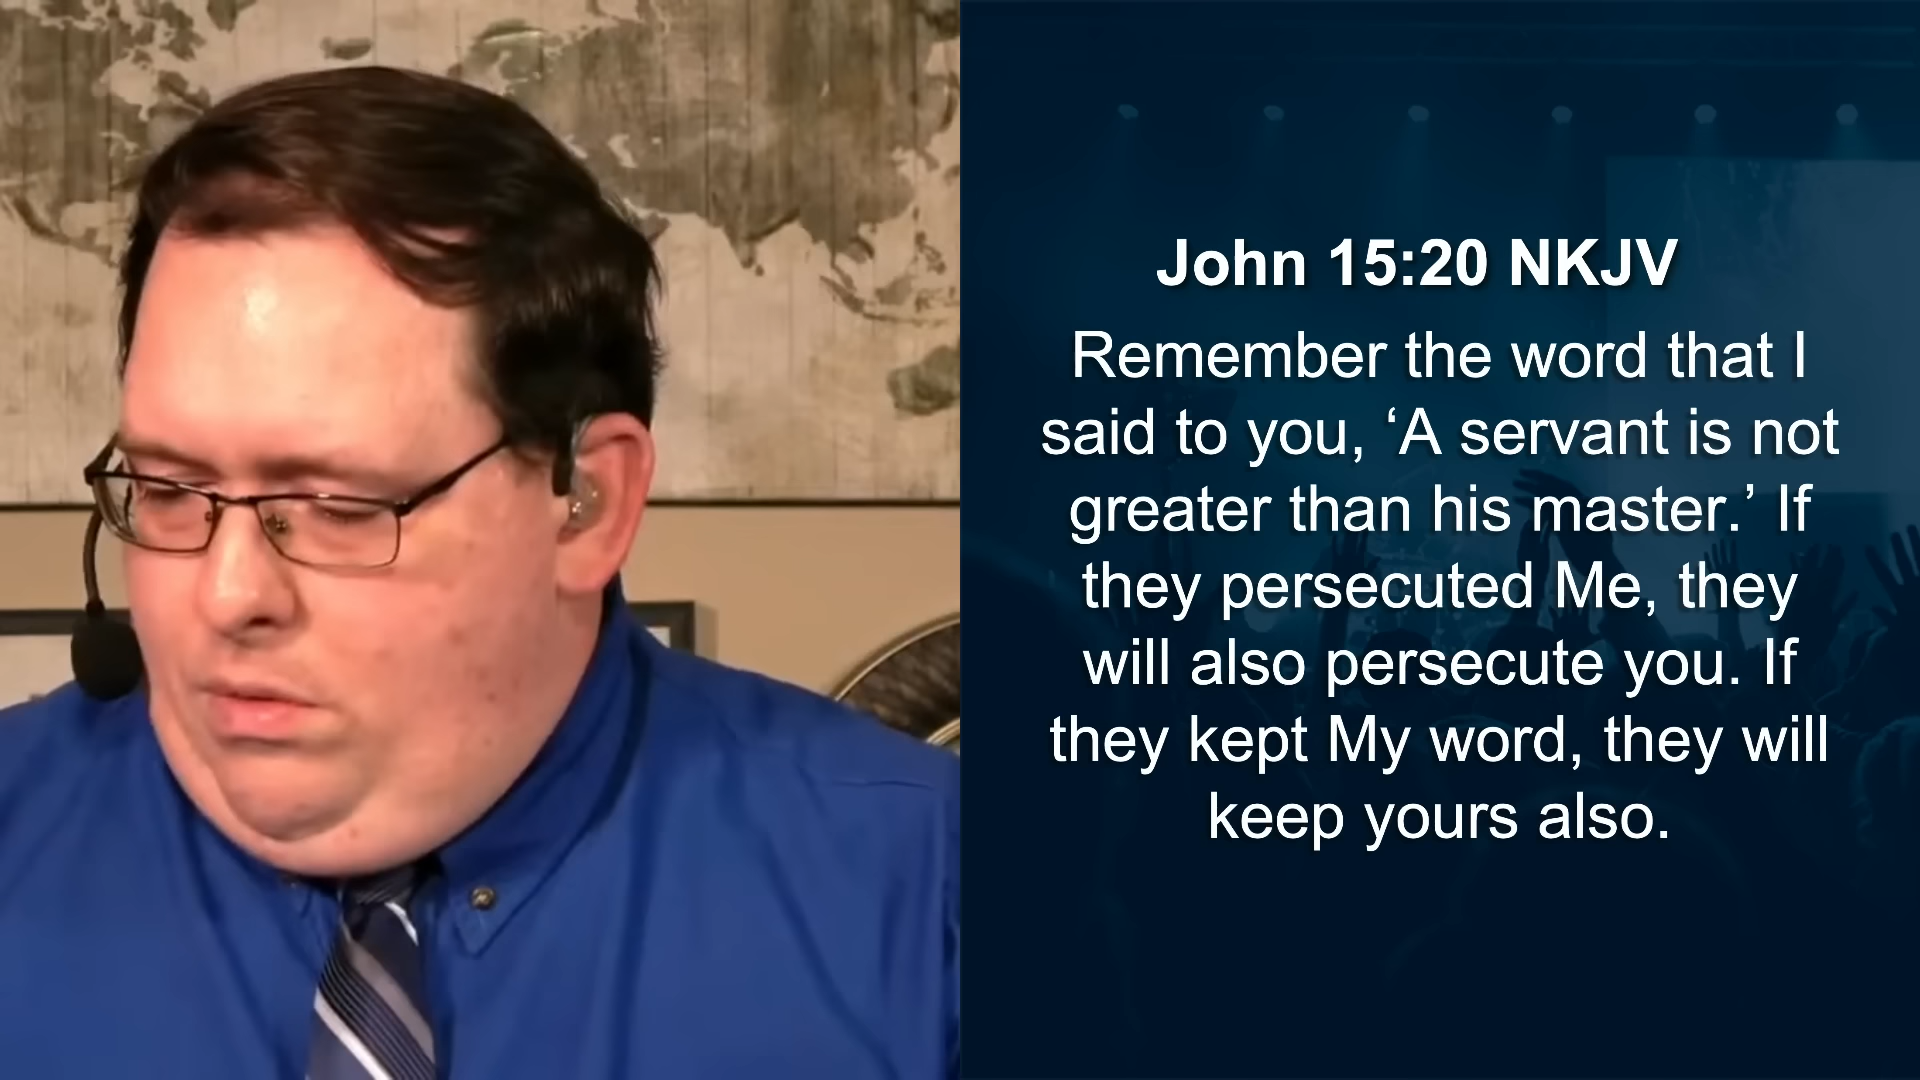 John 15:20 NKJV
Remember the word that I
said to you, ‘A servant is not
greater than his master.’ If
they persecuted Me, they
will also persecute you. If
they kept My word, they will
keep yours also.